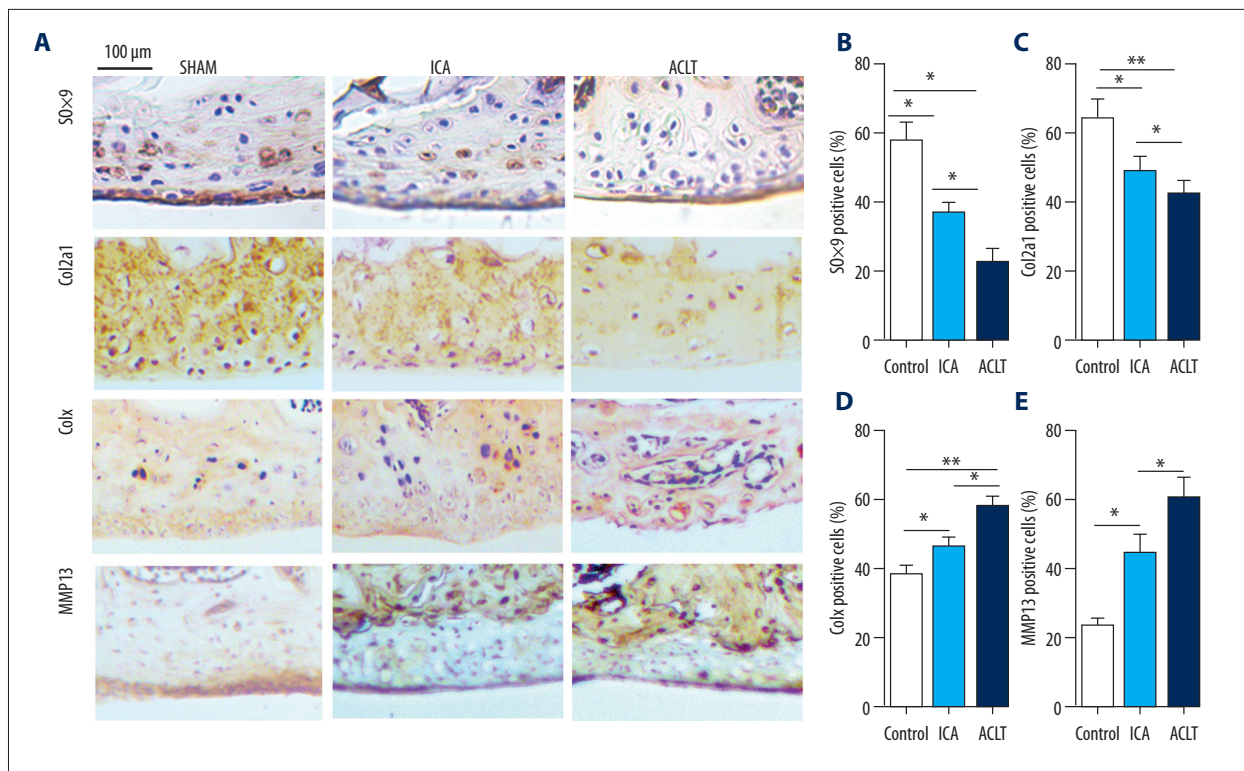 A
100 µm
SHAM
ICA
ACLT
S0×9
Col2a1
Colx
MMP13
B
S0×9 positive cells (%)
80
60
40
20
0
*
*
*
Control ICA ACLT
C
Col2a1 positive cells (%)
80
60
40
20
0
**
*
*
Control ICA ACLT
D
Colx positive cells (%)
80
60
40
20
0
**
*
*
Control ICA ACLT
E
MMP13 positive cells (%)
80
60
40
20
0
*
*
Control ICA ACLT